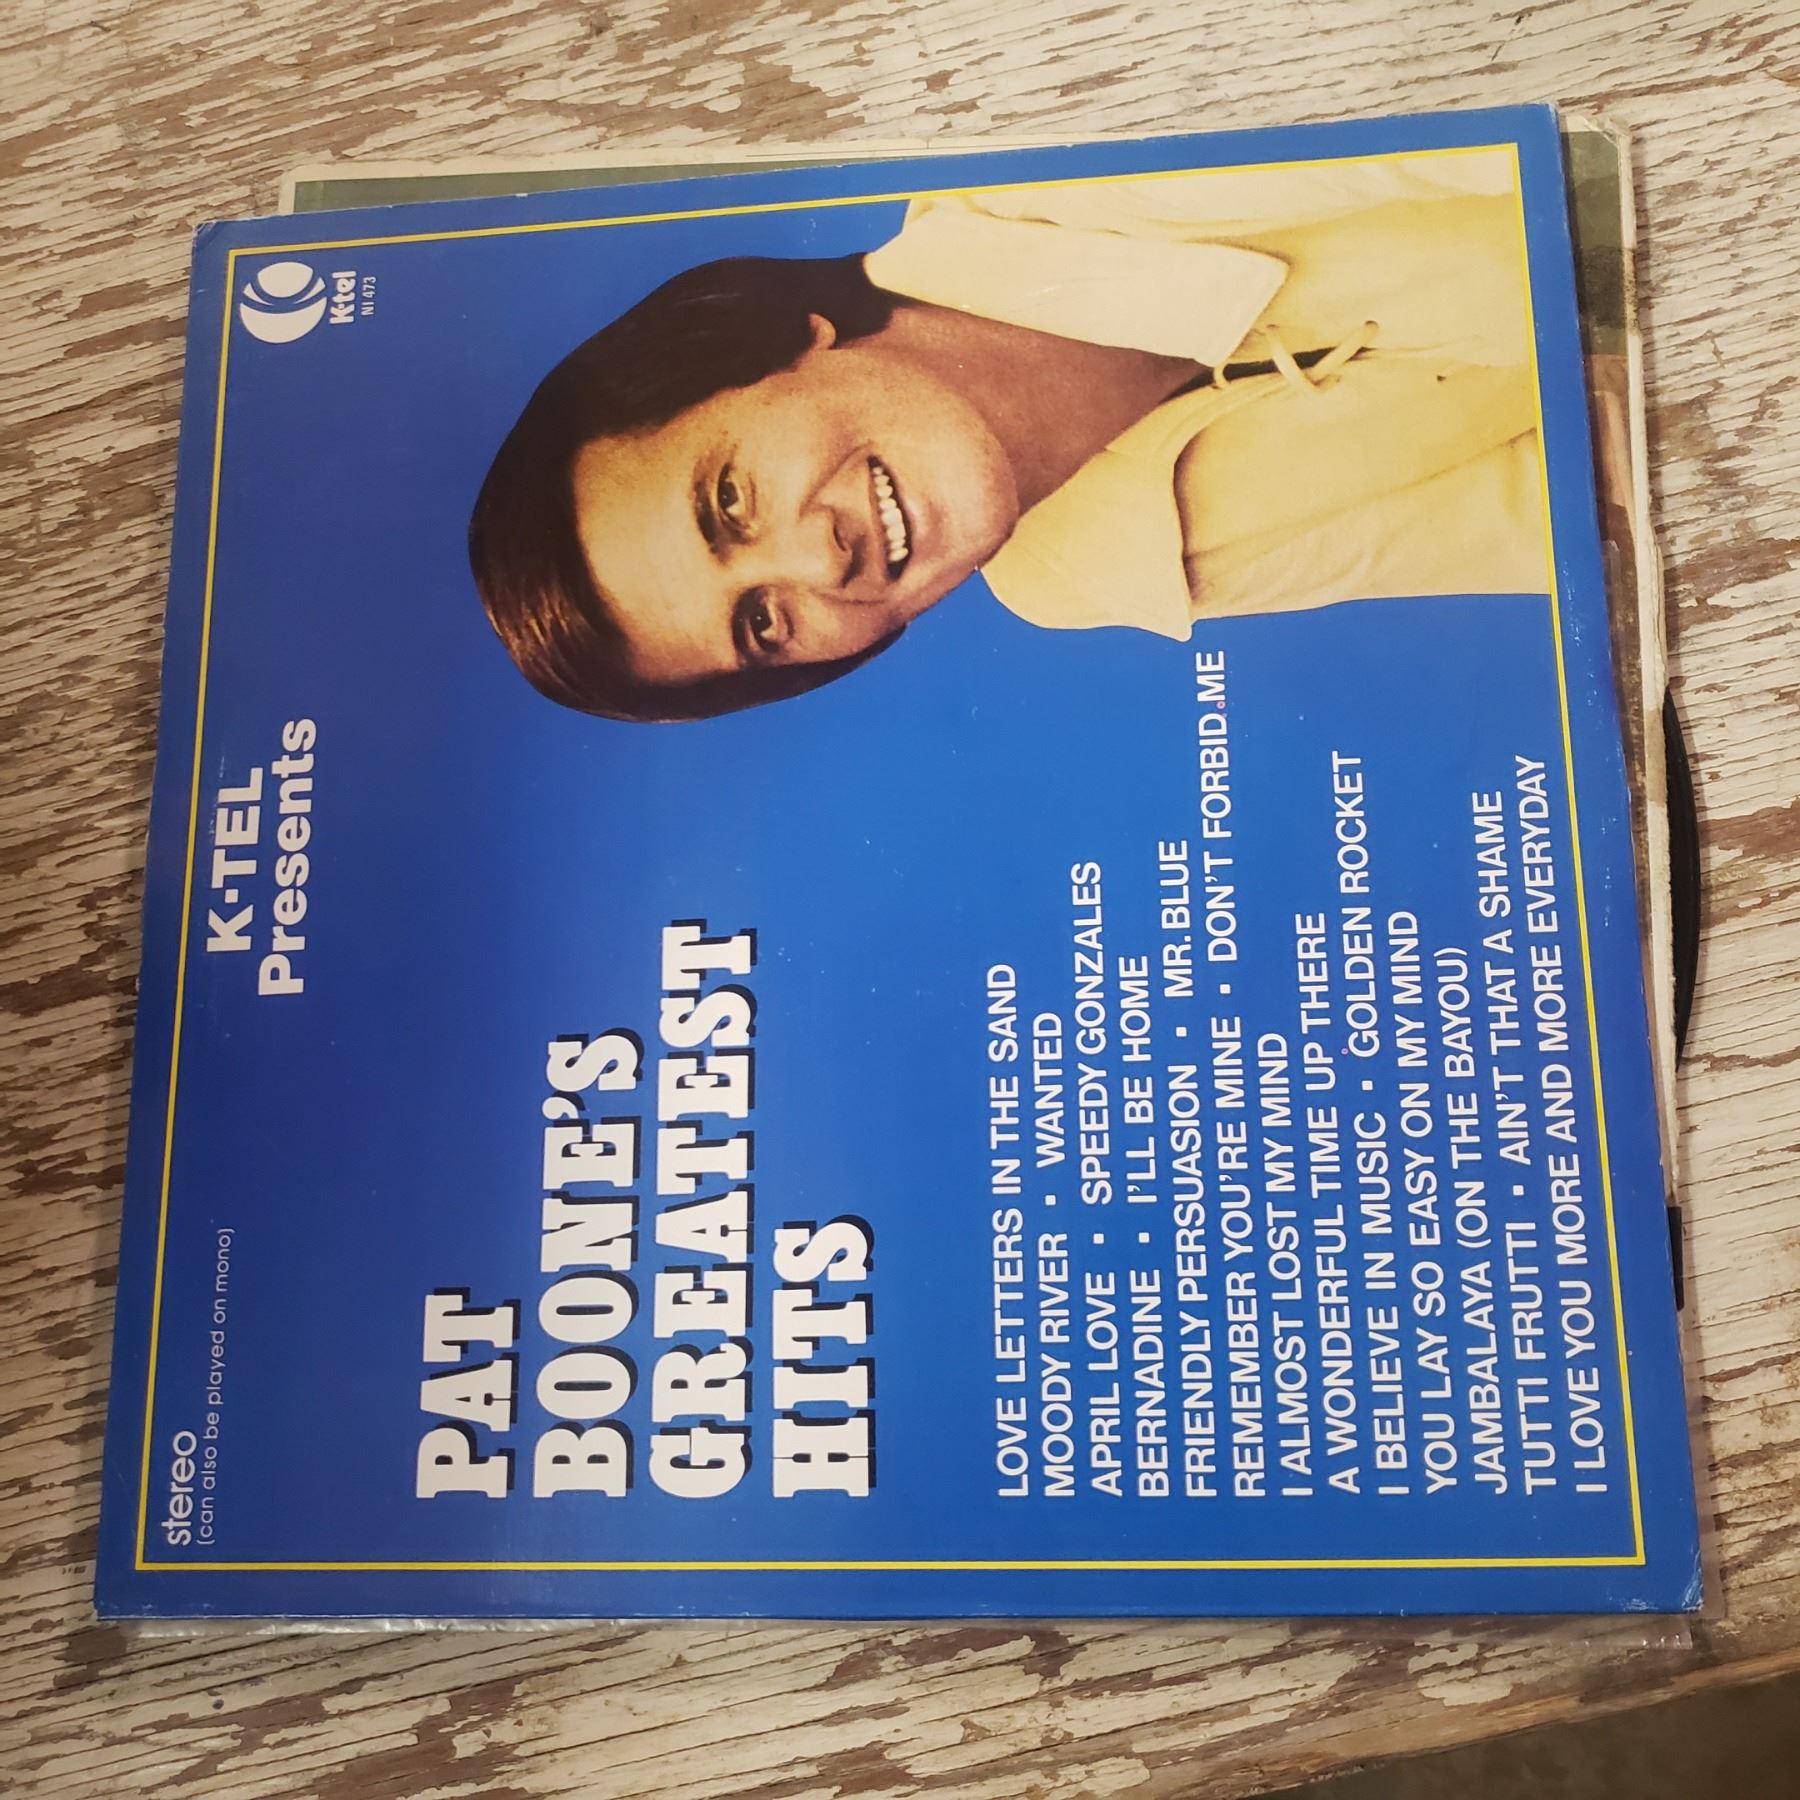 stereo
(can also be played on mono)
K-TEL
Presents
K-tel
NI 473
PAT
BOONE'S
GREATEST
HITS
LOVE LETTERS IN THE SAND
MOODY RIVER • WANTED
APRIL LOVE • SPEEDY GONZALES
BERNADINE • I'LL BE HOME
FRIENDLY PERSUASION • MR. BLUE
REMEMBER YOU'RE MINE • DON'T FORBID ME
I ALMOST LOST MY MIND
A WONDERFUL TIME UP THERE
I BELIEVE IN MUSIC • GOLDEN ROCKET
YOU LAY SO EASY ON MY MIND
JAMBALAYA (ON THE BAYOU)
TUTTI FRUTTI • AIN'T THAT A SHAME
I LOVE YOU MORE AND MORE EVERYDAY